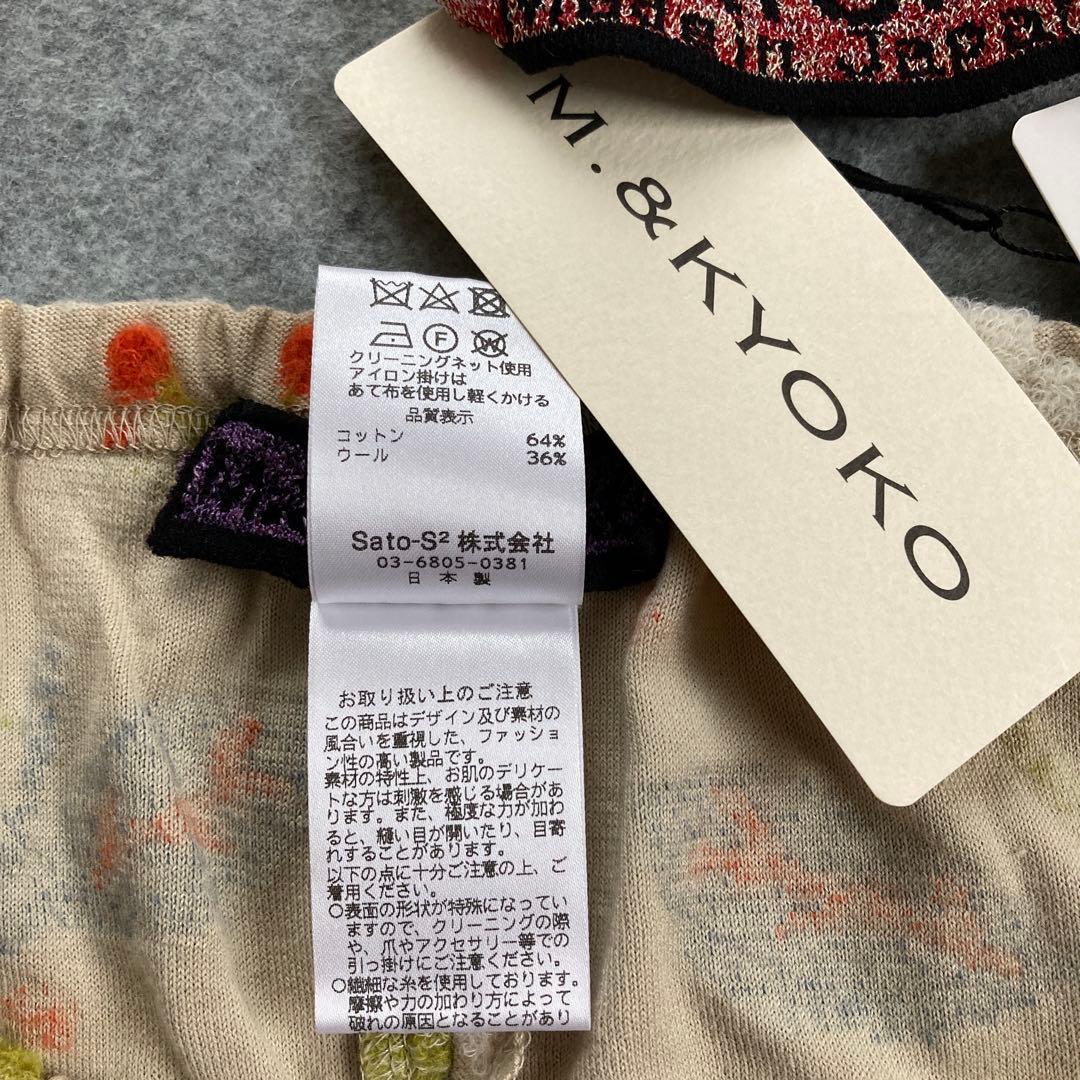 M.&KYOKO
F
W
クリーニングネット使用
アイロン掛けは
あて布を使用し軽くかける
品質表示
コットン 64%
ウール 36%
Sato-S² 株式会社
03-6805-0381
日本製
お取り扱い上のご注意
この商品はデザイン及び素材の
風合いを重視した、ファッショ
ン性の高い製品です。
素材の特性上、お肌のデリケー
トな方は刺激を感じる場合があ
ります。また、極度な力が加わ
ると、縫い目が開いたり、目寄
れすることがあります。
以下の点に十分ご注意の上、ご
着用ください。
○表面の形状が特殊になってい
ますので、クリーニングの際
や、爪やアクセサリー等での
引っ掛けにご注意ください。
○繊細な糸を使用しております。
摩擦や力の加わり方によって
破れの原因となることがあり